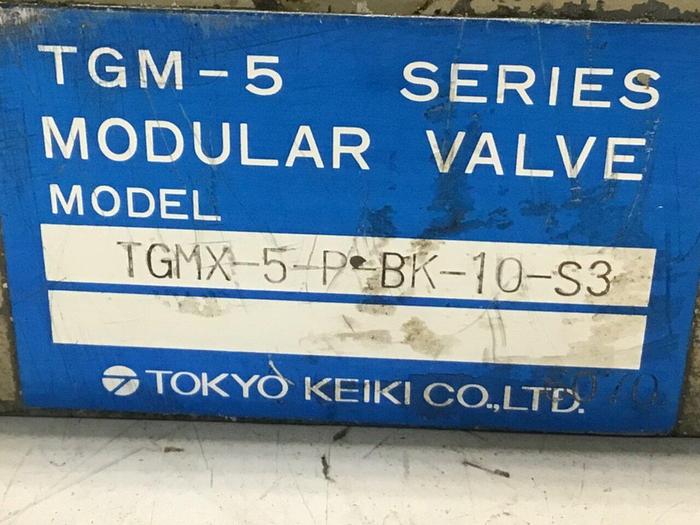 TGM-5 SERIES
MODULAR VALVE
MODEL
TGMX-5-P-BK-10-S3
TOKYO KEIKI CO.,LTD.